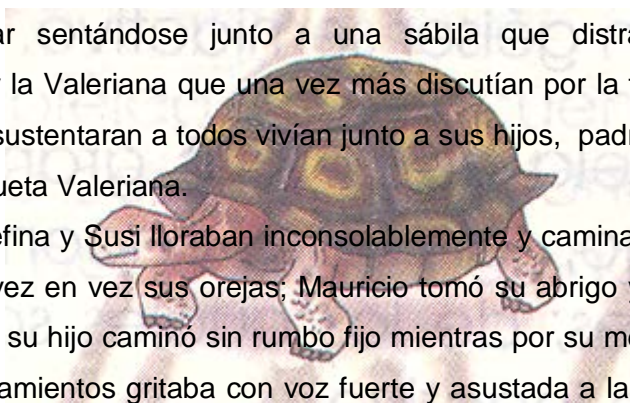 ar sentándose junto a una sábila que distra
r la Valeriana que una vez más discutían por la
sustentaran a todos vivían junto a sus hijos, padr
ueta Valeriana.
efina y Susi lloraban inconsolablemente y camina
vez en vez sus orejas; Mauricio tomó su abrigo y
su hijo caminó sin rumbo fijo mientras por su me
amientos gritaba con voz fuerte y asustada a la